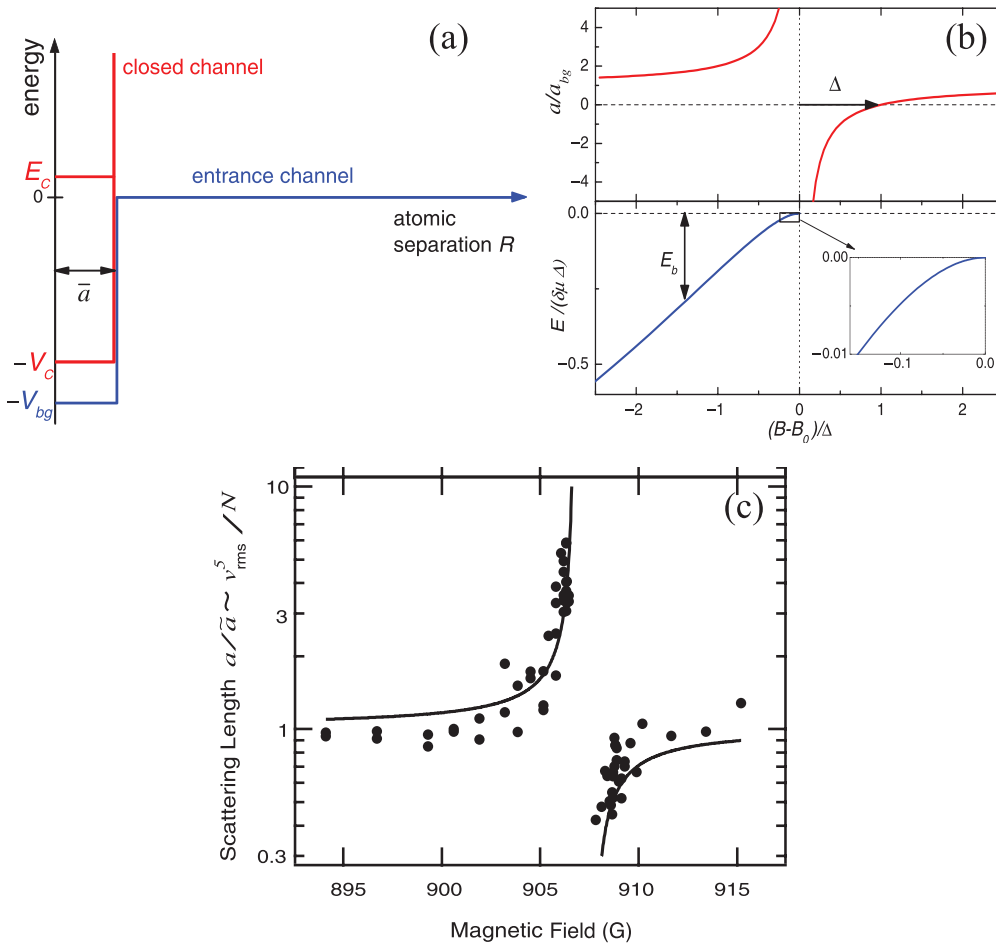 (a)
energy
closed channel
E_c
entrance channel
0
atomic
separation R
ā
−V_c
−V_bg
(b)
a/a_bg
4
2
0
−2
−4
Δ
E/(δμ Δ)
0.0
−0.5
E_b
0.00
−0.01
−0.1
0.0
−2
−1
0
1
2
(B-B_0)/Δ
(c)
Scattering Length a/ã ~ v_rms^5 /N
10
3
1
0.3
895
900
905
910
915
Magnetic Field (G)